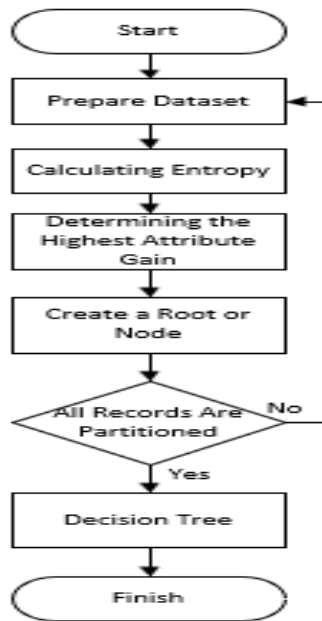 Start
Prepare Dataset
Calculating Entropy
Determining the
Highest Attribute
Gain
Create a Root or
Node
All Records Are
Partitioned
No
Yes
Decision Tree
Finish